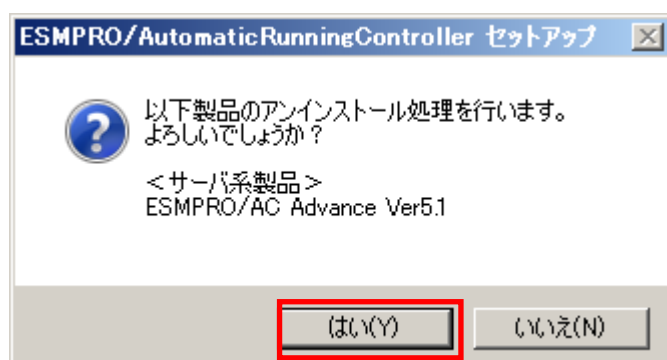 ESMPRO/AutomaticRunningController セットアップ
以下製品のアンインストール処理を行います。
よろしいでしょうか？
＜サーバ系製品＞
ESMPRO/AC Advance Ver5.1
はい(Y)
いいえ(N)